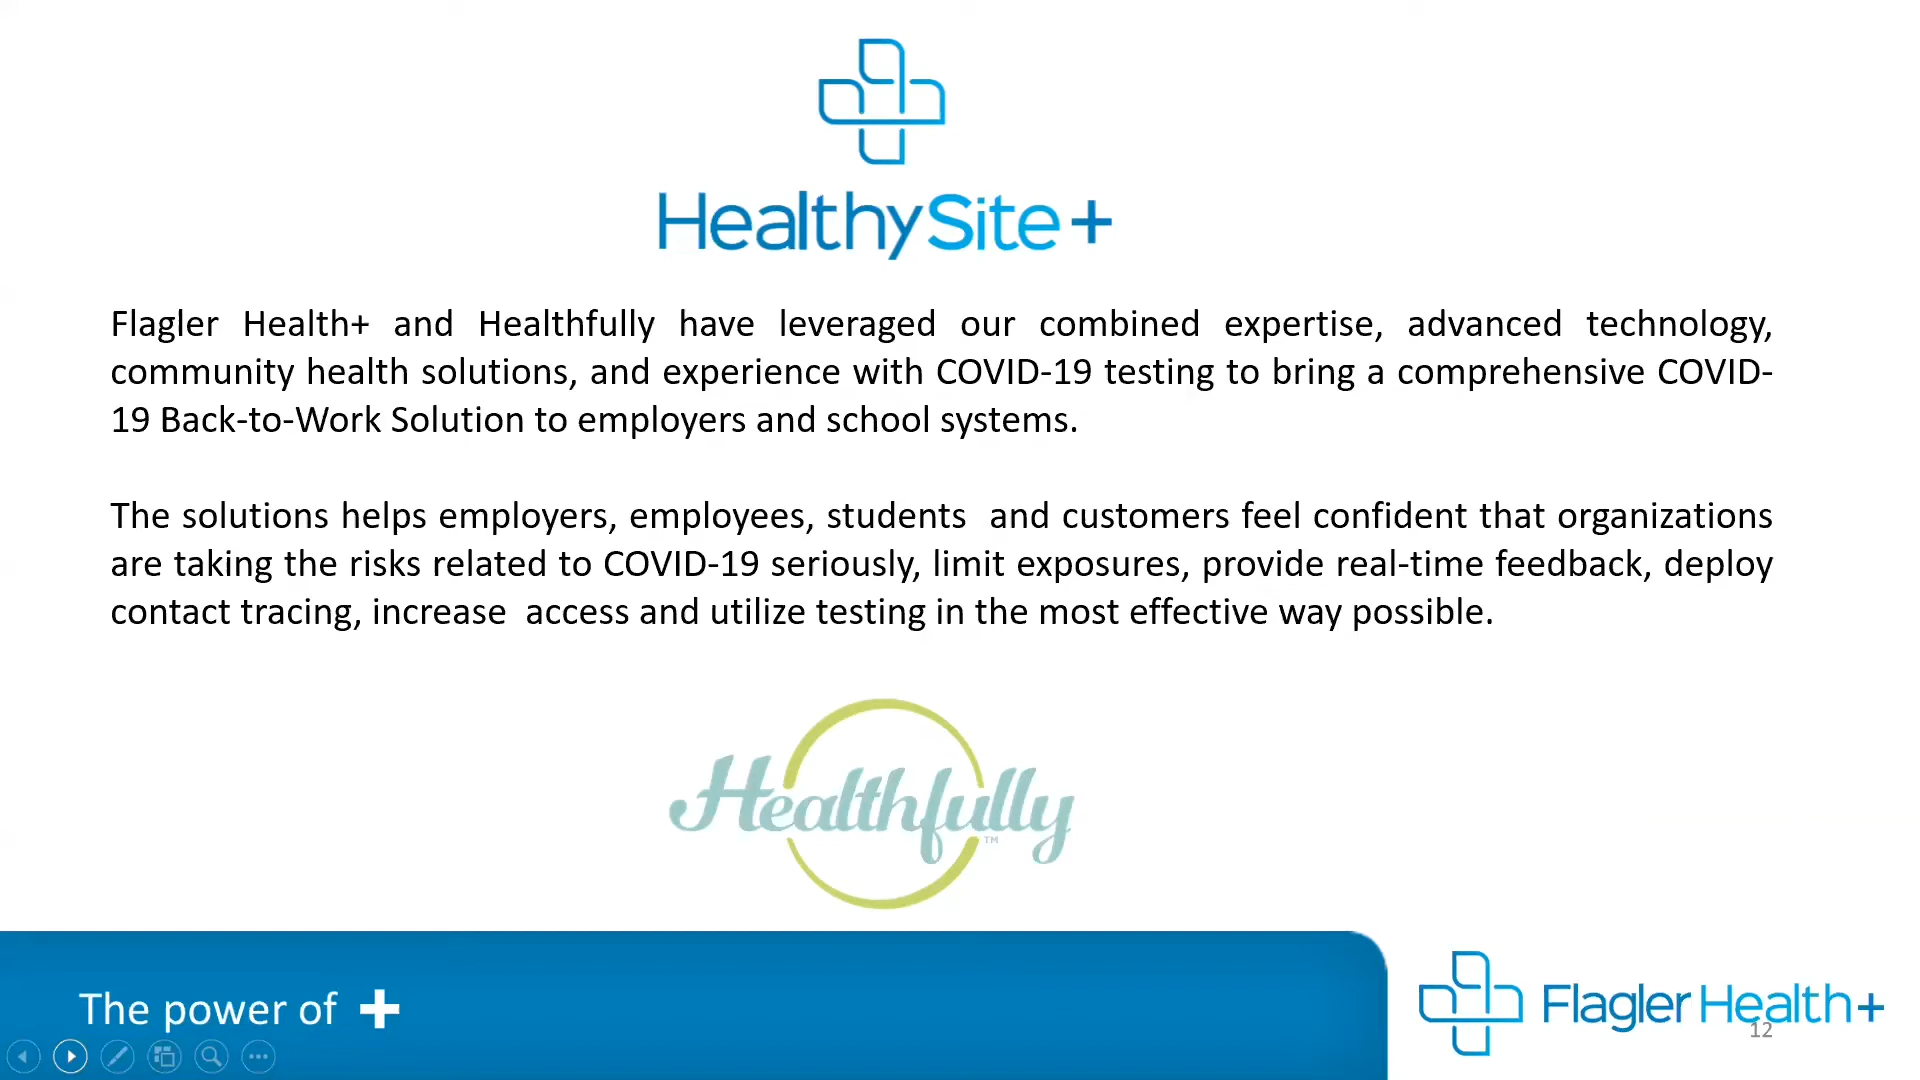 HealthySite+
Flagler Health+ and Healthfully have leveraged our combined expertise, advanced technology,
community health solutions, and experience with COVID-19 testing to bring a comprehensive COVID-
19 Back-to-Work Solution to employers and school systems.
The solutions helps employers, employees, students  and customers feel confident that organizations
are taking the risks related to COVID-19 seriously, limit exposures, provide real-time feedback, deploy
contact tracing, increase  access and utilize testing in the most effective way possible.
Healthfully
TM
The power of +
Flagler Health+
12